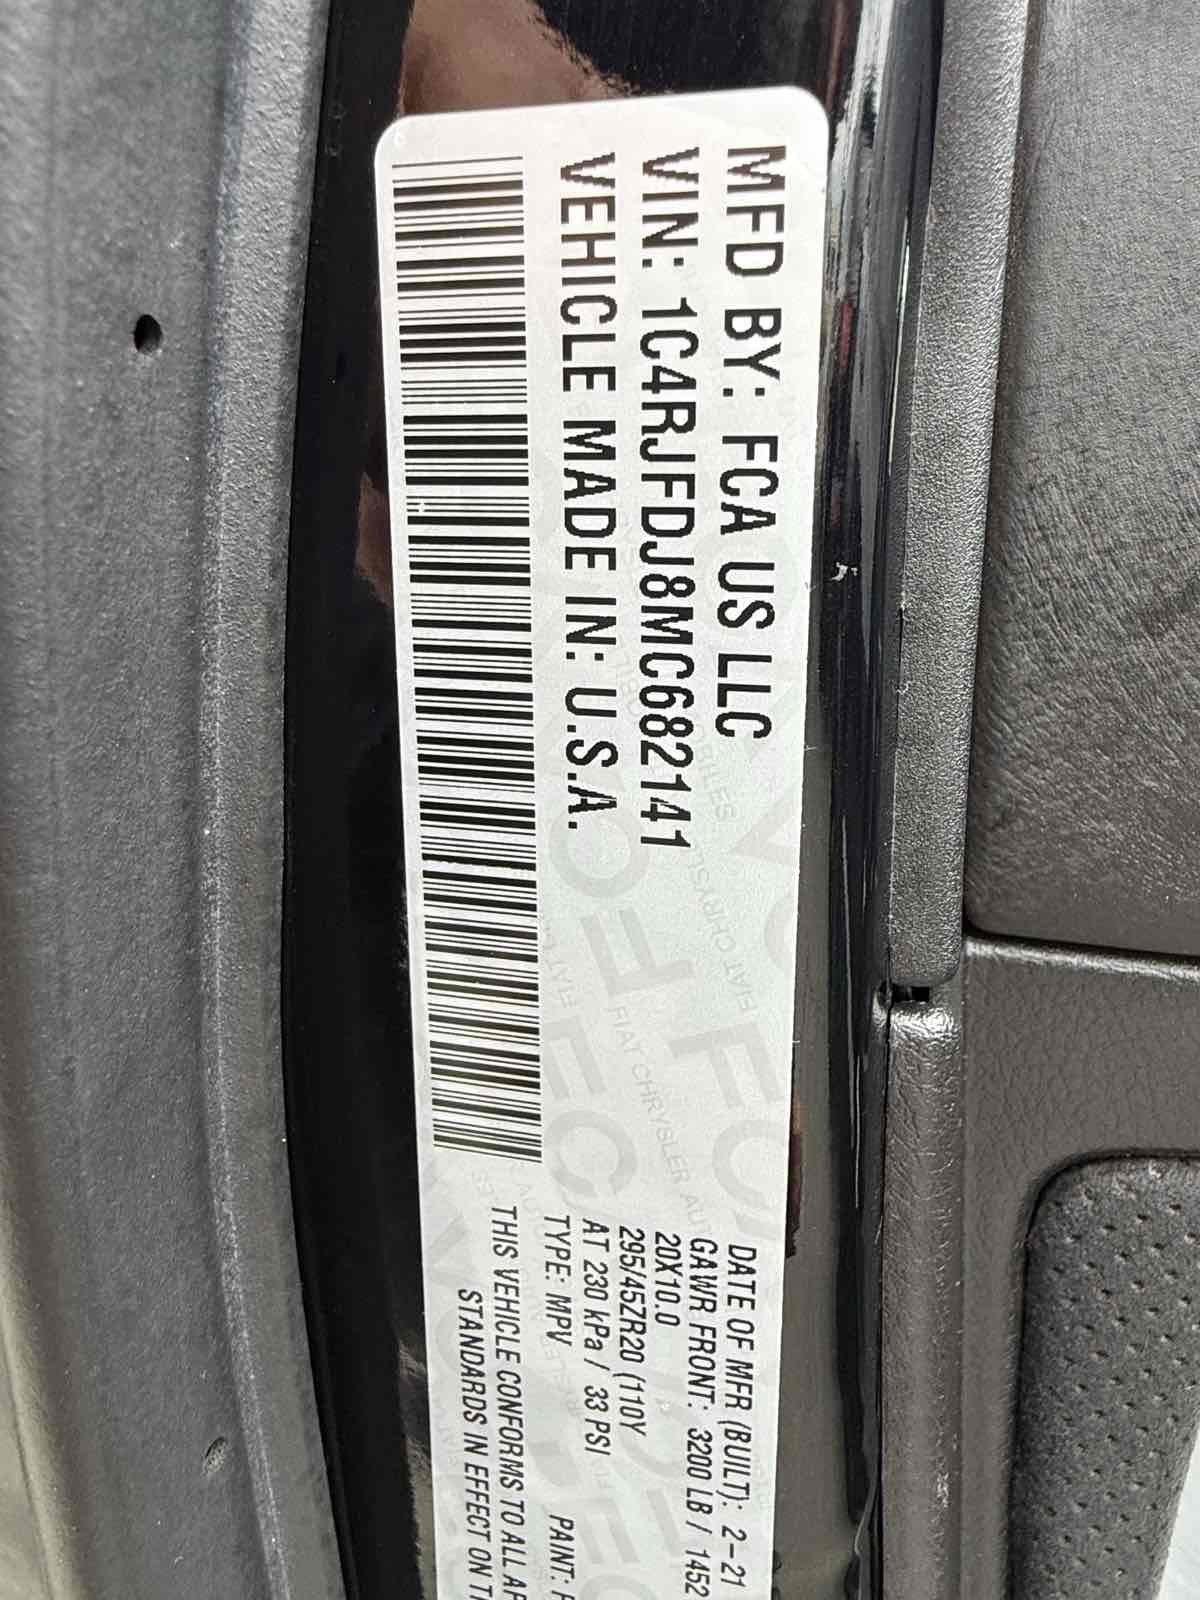 MFD BY: FCA US LLC
VIN: 1C4RJFDJ8MC682141
VEHICLE MADE IN: U.S.A.
DATE OF MFR (BUILT): 2-21
GAWR FRONT: 3200 LB / 1452
20X10.0
295/45ZR20 (110Y
AT 230 kPa / 33 PSI
TYPE: MPV PAINT:
THIS VEHICLE CONFORMS TO ALL
STANDARDS IN EFFECT ON
FIAT CHRYSLER